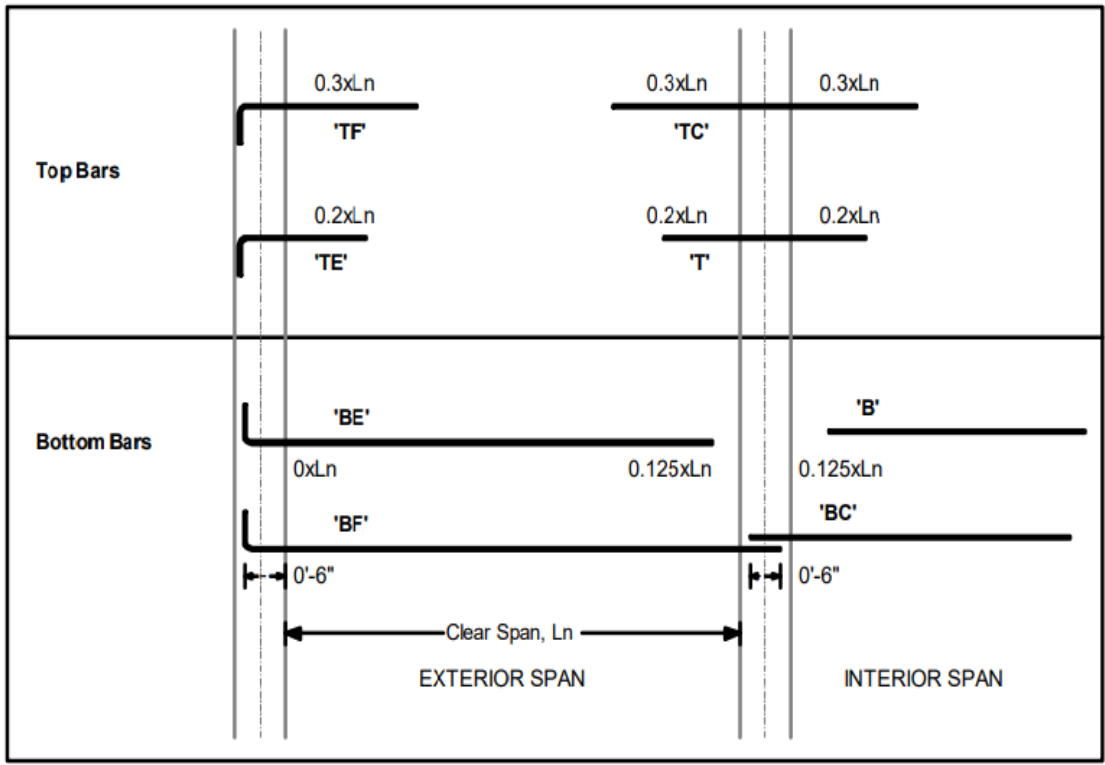 0.3xLn 0.3xLn 0.3xLn
'TF' 'TC'
Top Bars
0.2xLn 0.2xLn 0.2xLn
'TE' 'T'
'BE' 'B'
Bottom Bars
0xLn 0.125xLn 0.125xLn
'BF' 'BC'
0'-6" 0'-6"
Clear Span, Ln
EXTERIOR SPAN INTERIOR SPAN